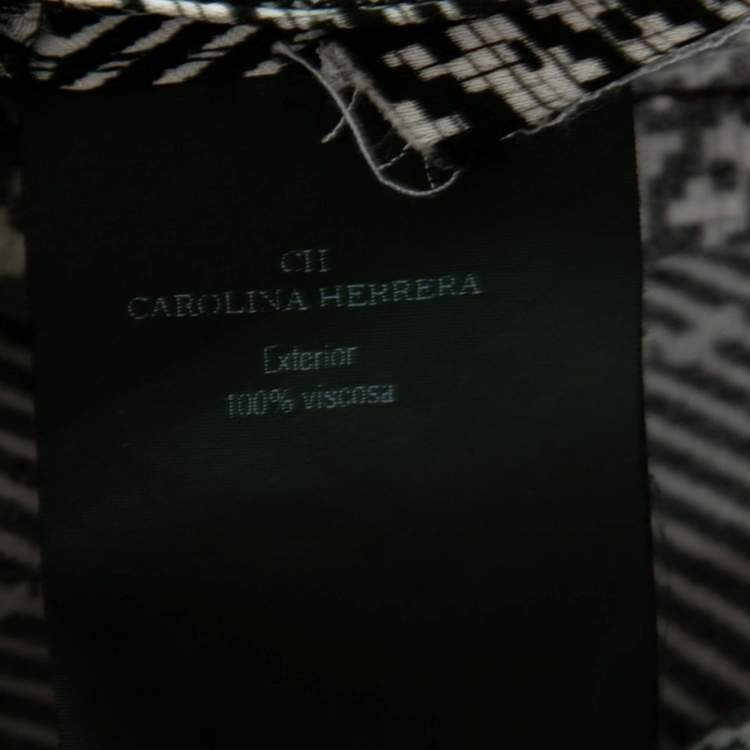 CH
CAROLINA HERRERA
Exterior
100% viscosa